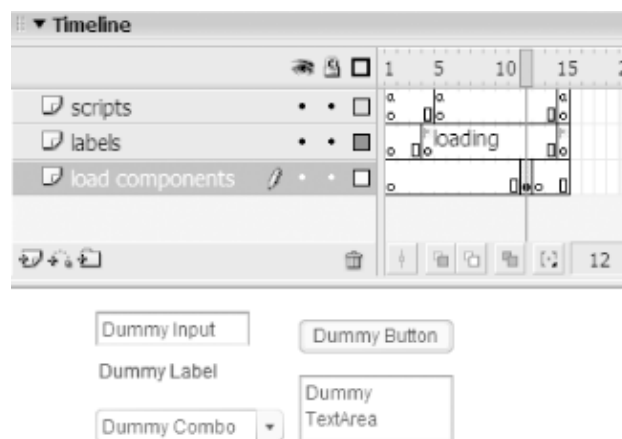 Timeline
1 5 10 15 2
scripts
a a a
labels
loading
load components
12
Dummy Input
Dummy Button
Dummy Label
Dummy
TextArea
Dummy Combo